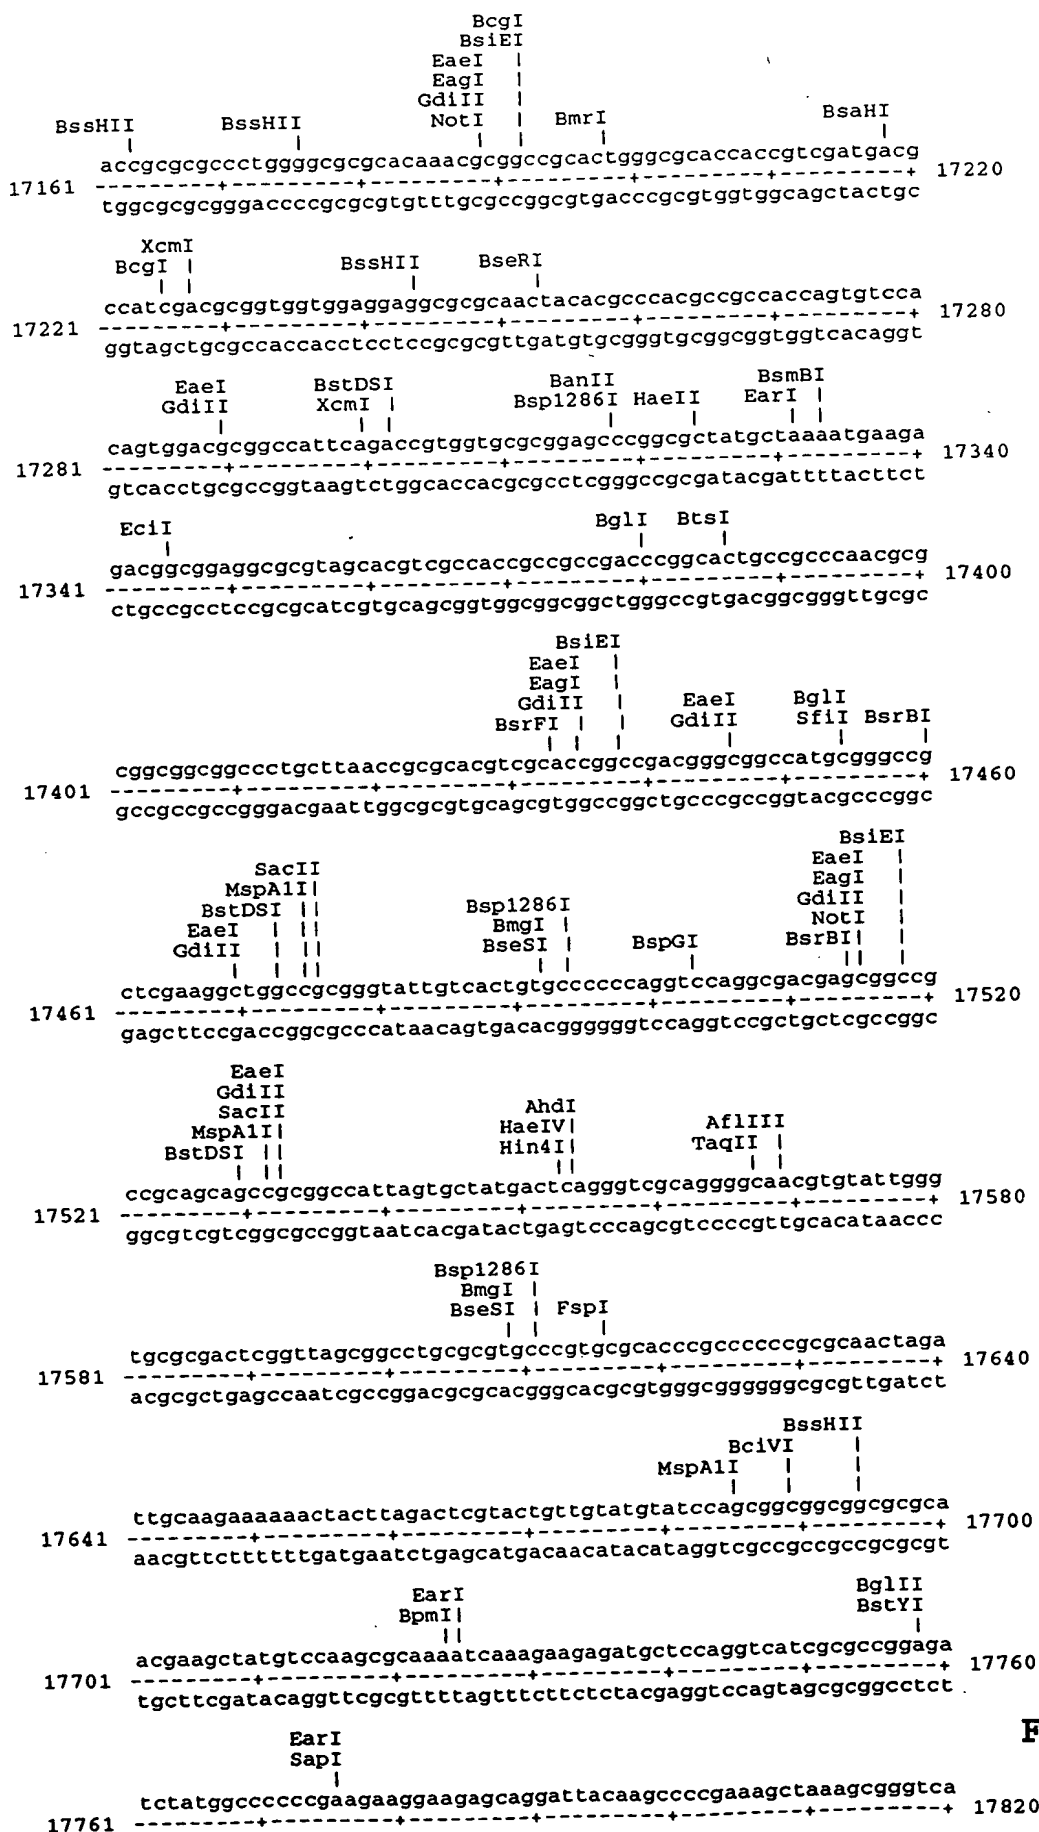 BcgI
BsiEI |
EaeI |
EagI |
GdiII |
BssHII BssHII NotI | BmrI BsaHI
accgcgcgccctggggcgcgcacaaacgcggccgcactgggcgcaccaccgtcgatgacg
17161 ---------+---------+---------+---------+---------+---------+ 17220
tggcgcgcgggaccccgcgcgtgtttgcgccggcgtgacccgcgtggtggcagctactgc
XcmI
BcgI | BssHII BseRI
ccatcgacgcggtggtggaggaggcgcgcaactacacgcccacgccgccaccagtgtcca
17221 ---------+---------+---------+---------+---------+---------+ 17280
ggtagctgcgccaccacctcctccgcgcgttgatgtgcgggtgcggcggtggtcacaggt
EaeI BstDSI BanII BsmBI
GdiII XcmI | Bsp1286I HaeII EarI |
cagtggacgcggccattcagaccgtggtgcgcggagcccggcgctatgctaaaatgaaga
17281 ---------+---------+---------+---------+---------+---------+ 17340
gtcacctgcgccggtaagtctggcaccacgcgcctcgggccgcgatacgattttacttct
EciI BglI BtsI
gacggcggaggcgcgtagcacgtcgccaccgccgccgacccggcactgccgcccaacgcg
17341 ---------+---------+---------+---------+---------+---------+ 17400
ctgccgcctccgcgcatcgtgcagcggtggcggcggctgggccgtgacggcgggttgcgc
BsiEI
EaeI |
EagI |
GdiII | EaeI BglI
BsrFI | | GdiII SfiI BsrBI
cggcggcggccctgcttaaccgcgcacgtcgcaccggccgacgggcggccatgcgggccg
17401 ---------+---------+---------+---------+---------+---------+ 17460
gccgccgccgggacgaattggcgcgtgcagcgtggccggctgcccgccggtacgcccggc
BsiEI
SacII EaeI |
MspA1I| EagI |
BstDSI || Bsp1286I GdiII |
EaeI | || BmgI | NotI |
GdiII | || BseSI | BspGI BsrBI| |
ctcgaaggctggccgcgggtattgtcactgtgccccccaggtccaggcgacgagcggccg
17461 ---------+---------+---------+---------+---------+---------+ 17520
gagcttccgaccggcgcccataacagtgacacggggggtccaggtccgctgctcgccggc
EaeI
GdiII
SacII AhdI
MspA1I| HaeIV| AflIII
BstDSI || Hin4I| TaqII |
ccgcagcagccgcggccattagtgctatgactcagggtcgcaggggcaacgtgtattggg
17521 ---------+---------+---------+---------+---------+---------+ 17580
ggcgtcgtcggcgccggtaatcacgatactgagtcccagcgtccccgttgcacataaccc
Bsp1286I
BmgI |
BseSI | FspI
tgcgcgactcggttagcggcctgcgcgtgcccgtgcgcacccgccccccgcgcaactaga
17581 ---------+---------+---------+---------+---------+---------+ 17640
acgcgctgagccaatcgccggacgcgcacgggcacgcgtgggcggggggcgcgttgatct
BssHII
BciVI |
MspA1I | |
ttgcaagaaaaaactacttagactcgtactgttgtatgtatccagcggcggcggcgcgca
17641 ---------+---------+---------+---------+---------+---------+ 17700
aacgttcttttttgatgaatctgagcatgacaacatacataggtcgccgccgccgcgcgt
EarI BglII
BpmI| BstYI
acgaagctatgtccaagcgcaaaatcaaagaagagatgctccaggtcatcgcgccggaga
17701 ---------+---------+---------+---------+---------+---------+ 17760
tgcttcgatacaggttcgcgttttagtttcttctctacgaggtccagtagcgcggcctct
F
EarI
SapI
tctatggccccccgaagaaggaagagcaggattacaagccccgaaagctaaagcgggtca
17761 ---------+---------+---------+---------+---------+---------+ 17820